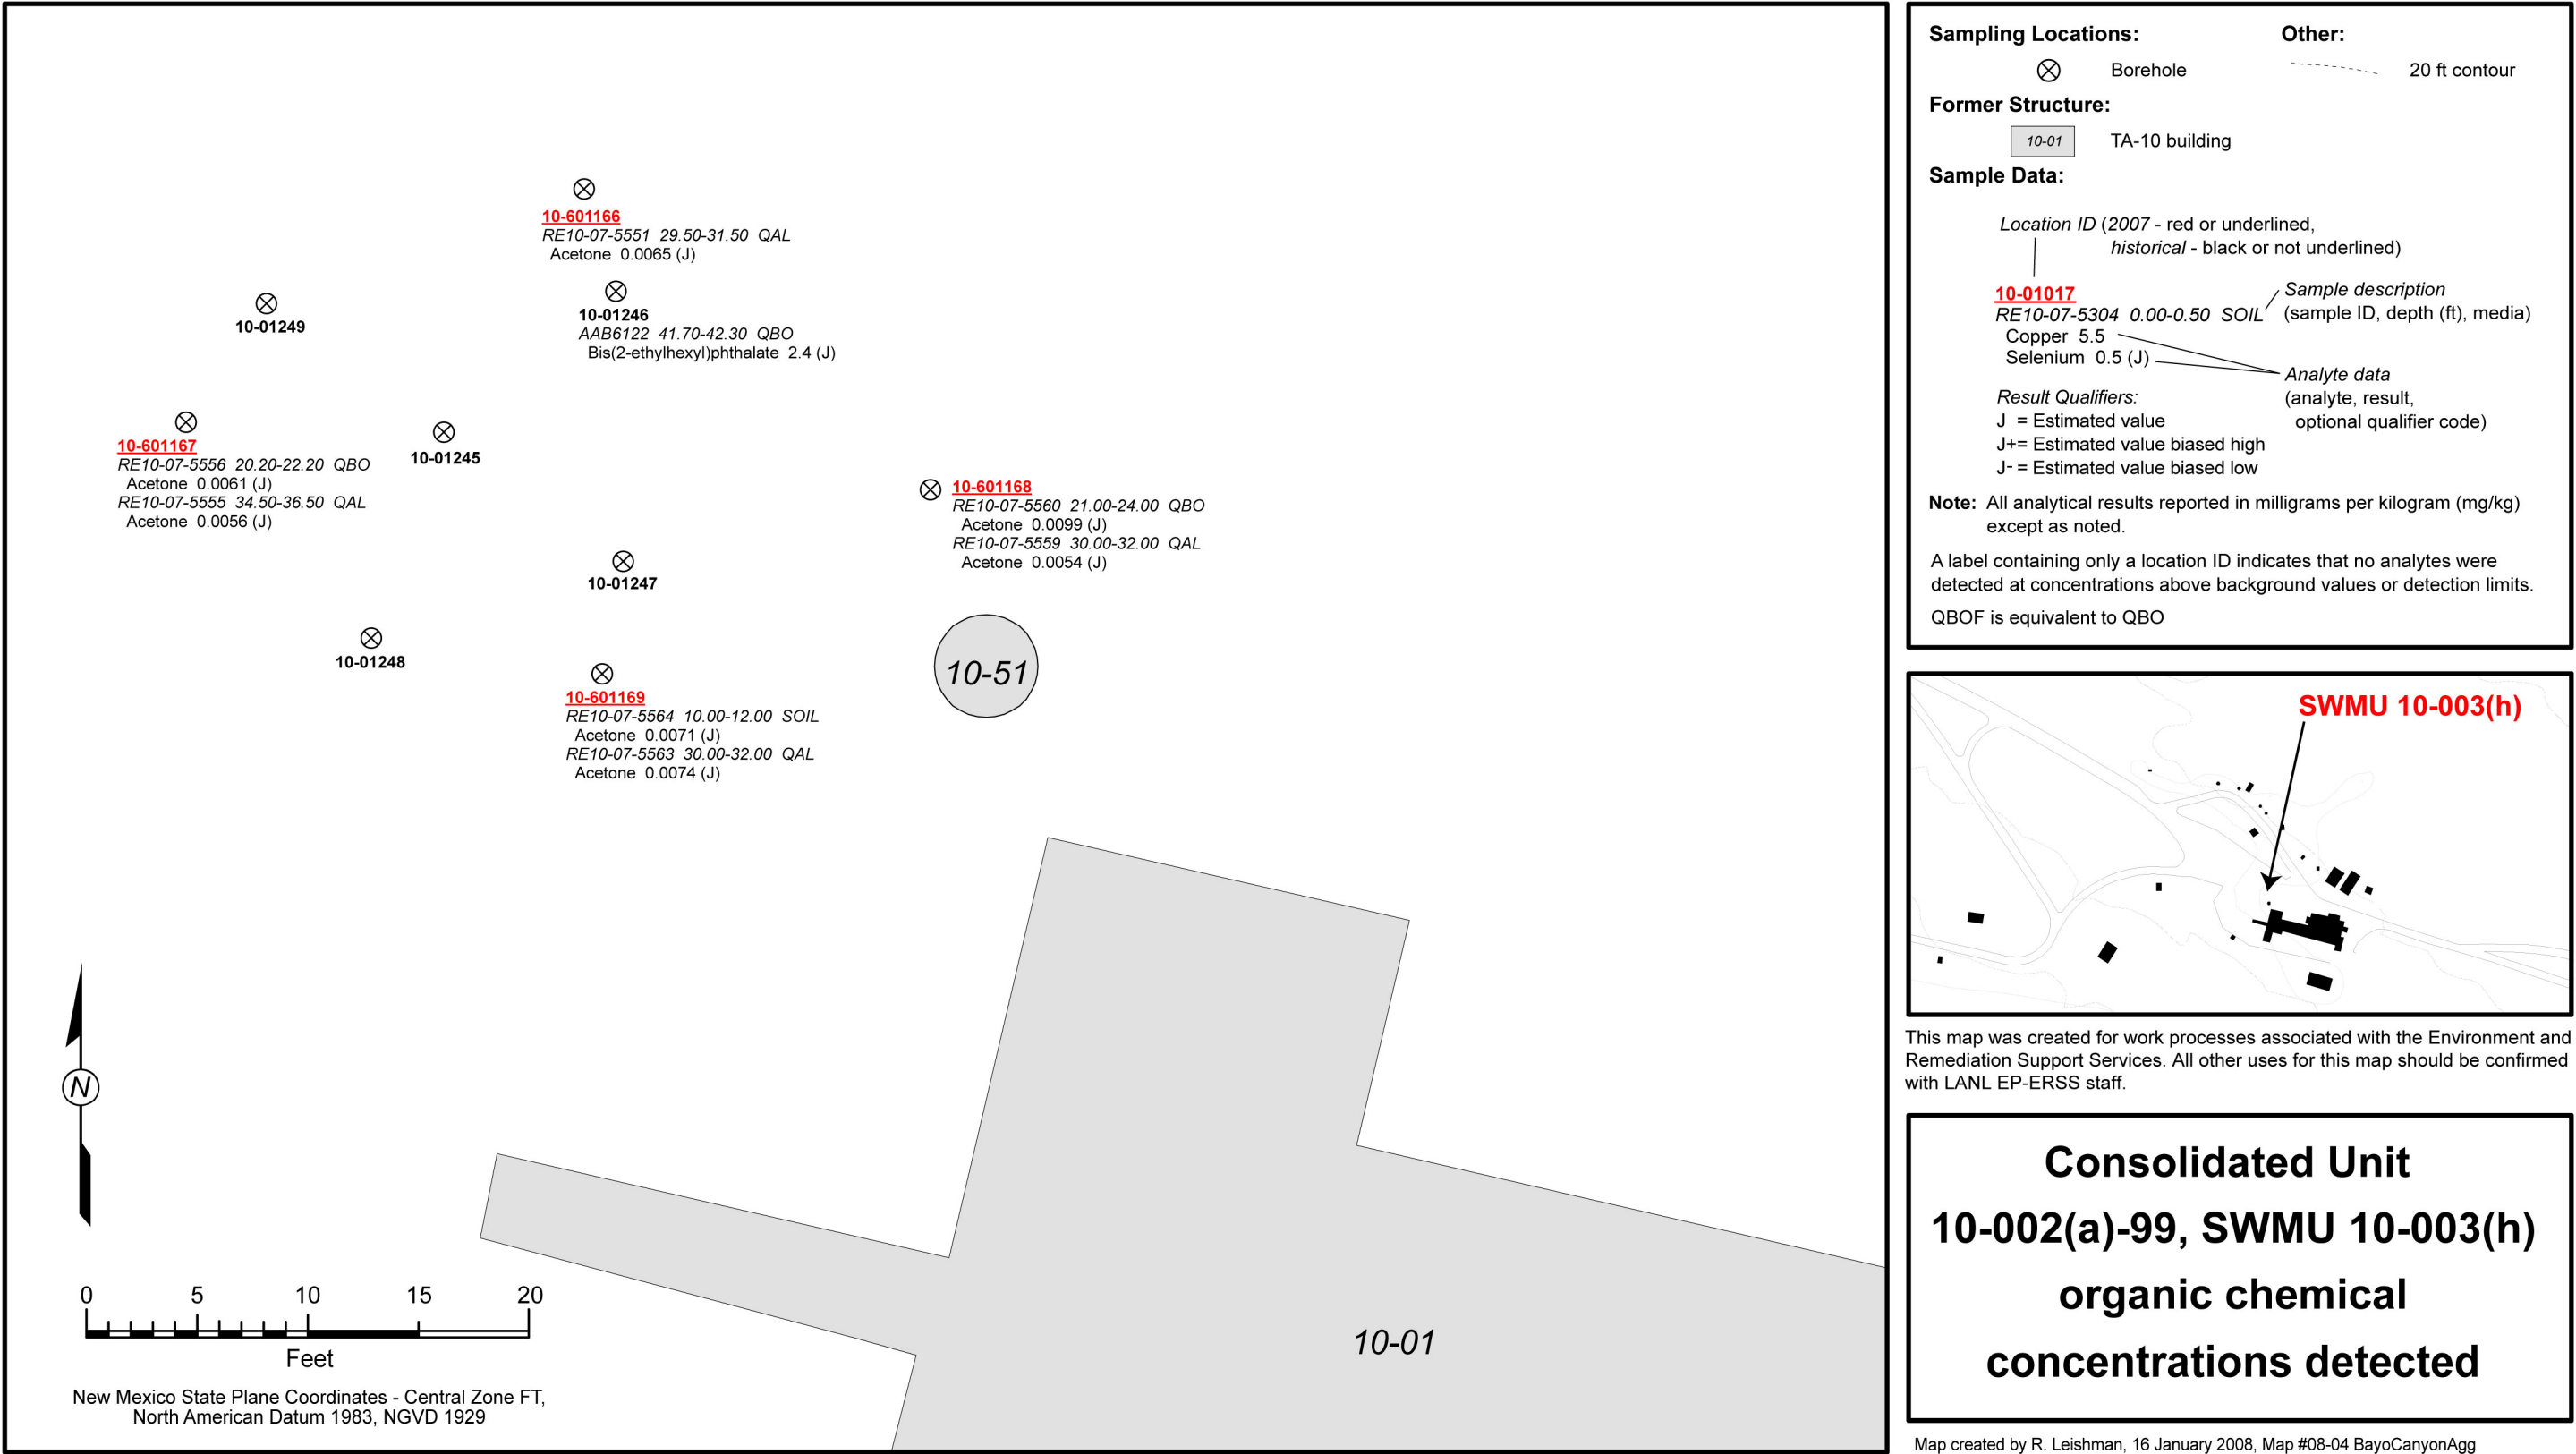 10-601166
RE10-07-5551 29.50-31.50 QAL
Acetone 0.0065 (J)
10-01249
10-01246
AAB6122 41.70-42.30 QBO
Bis(2-ethylhexyl)phthalate 2.4 (J)
10-601167
RE10-07-5556 20.20-22.20 QBO
Acetone 0.0061 (J)
RE10-07-5555 34.50-36.50 QAL
Acetone 0.0056 (J)
10-01245
10-601168
RE10-07-5560 21.00-24.00 QBO
Acetone 0.0099 (J)
RE10-07-5559 30.00-32.00 QAL
Acetone 0.0054 (J)
10-01247
10-01248
10-51
10-601169
RE10-07-5564 10.00-12.00 SOIL
Acetone 0.0071 (J)
RE10-07-5563 30.00-32.00 QAL
Acetone 0.0074 (J)
N
0 5 10 15 20
Feet
10-01
New Mexico State Plane Coordinates - Central Zone FT,
North American Datum 1983, NGVD 1929
Sampling Locations: Other:
Borehole 20 ft contour
Former Structure:
10-01 TA-10 building
Sample Data:
Location ID (2007 - red or underlined,
historical - black or not underlined)
10-01017
RE10-07-5304 0.00-0.50 SOIL
Copper 5.5
Selenium 0.5 (J)
Sample description
(sample ID, depth (ft), media)
Analyte data
(analyte, result,
optional qualifier code)
Result Qualifiers:
J = Estimated value
J+= Estimated value biased high
J- = Estimated value biased low
Note: All analytical results reported in milligrams per kilogram (mg/kg)
except as noted.
A label containing only a location ID indicates that no analytes were
detected at concentrations above background values or detection limits.
QBOF is equivalent to QBO
SWMU 10-003(h)
This map was created for work processes associated with the Environment and
Remediation Support Services. All other uses for this map should be confirmed
with LANL EP-ERSS staff.
Consolidated Unit
10-002(a)-99, SWMU 10-003(h)
organic chemical
concentrations detected
Map created by R. Leishman, 16 January 2008, Map #08-04 BayoCanyonAgg